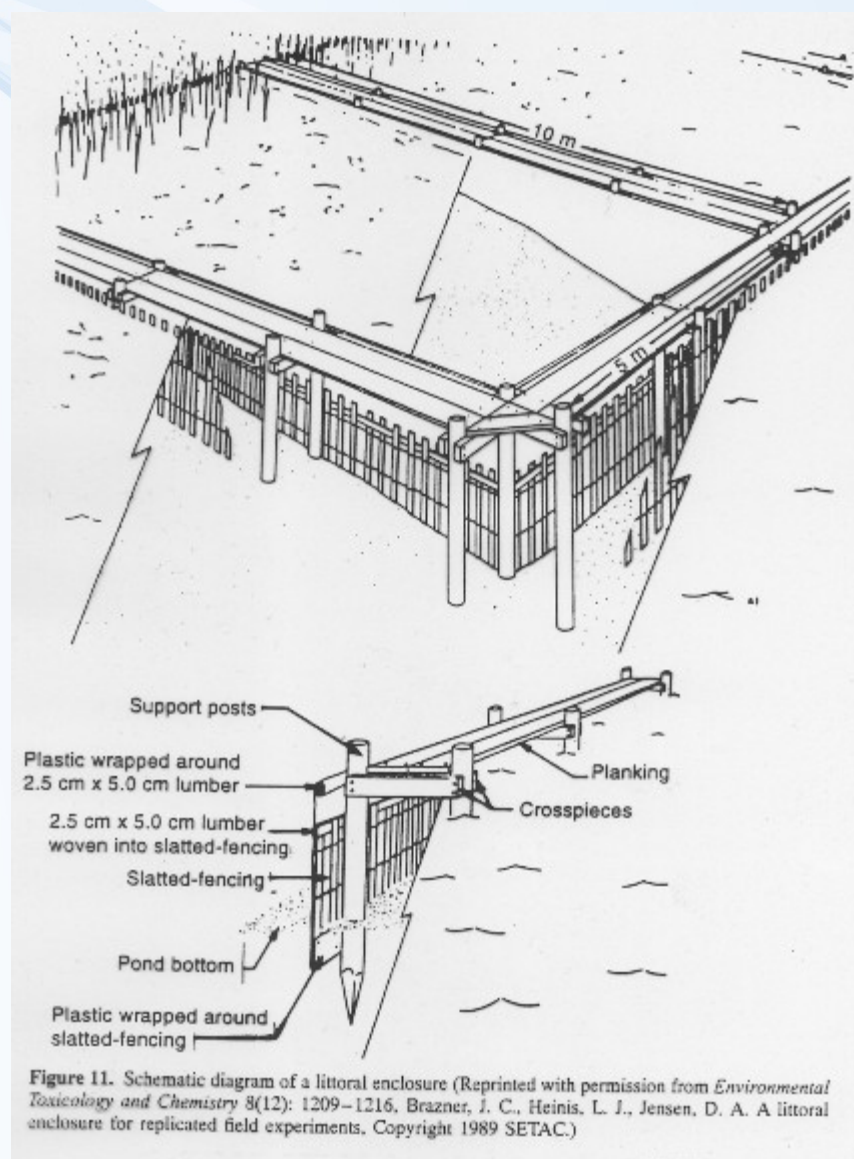 10 m
5 m
Support posts
Plastic wrapped around
2.5 cm x 5.0 cm lumber
Planking
Crosspieces
2.5 cm x 5.0 cm lumber
woven into slatted-fencing
Slatted-fencing
Pond bottom
Plastic wrapped around
slatted-fencing
Figure 11. Schematic diagram of a littoral enclosure (Reprinted with permission from Environmental
Toxicology and Chemistry 8(12): 1209–1216, Brazner, J. C., Heinis, L. J., Jensen, D. A. A littoral
enclosure for replicated field experiments, Copyright 1989 SETAC.)